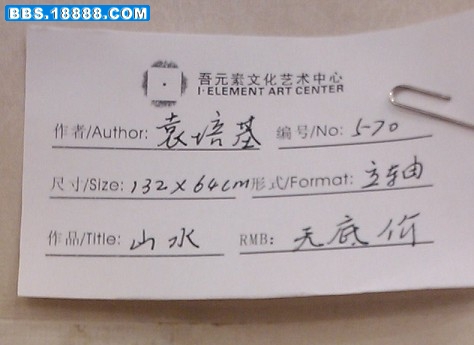 BBS.18888.COM
吾元素文化艺术中心
I·ELEMENT ART CENTER
作者/Author: 袁培基 编号/No: 5-70
尺寸/Size: 132×64cm 形式/Format: 立轴
作品/Title: 山水 RMB: 无底价